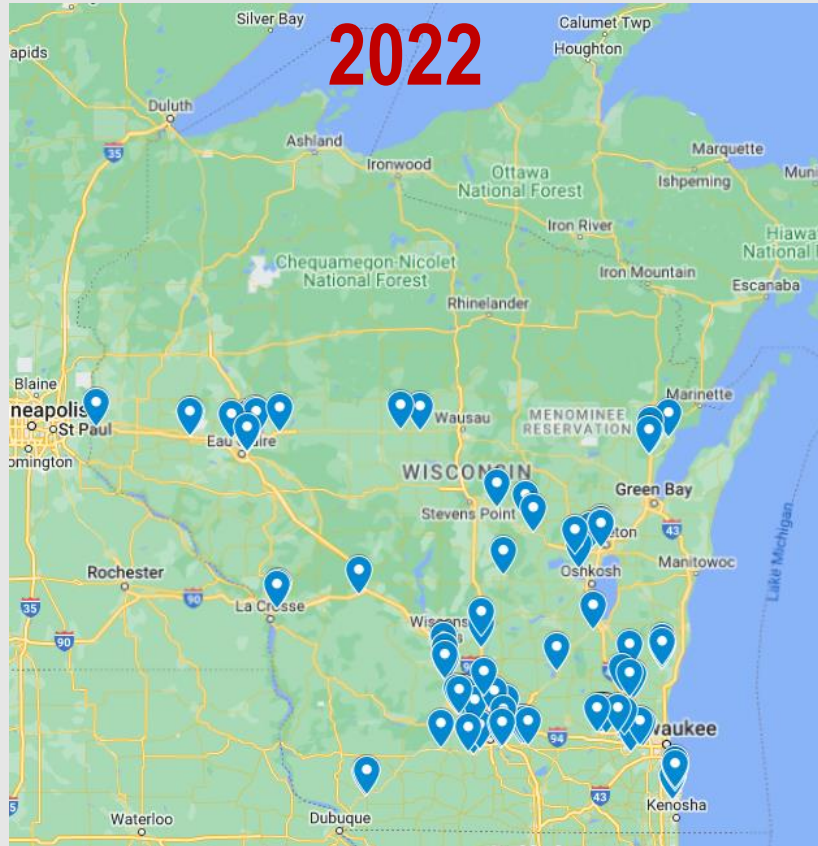 Silver Bay
2022
Calumet Twp
Houghton
apids
Duluth
35
Ashland
Ironwood
Marquette
Ishpeming
Muni
Ottawa
National Forest
Iron River
Hiawa
National
Chequamegon-Nicolet
National Forest
Iron Mountain
Escanaba
Rhinelander
Blaine
neapolis
St Paul
omington
Eau
Wausau
MENOMINEE
RESERVATION
Marinette
WISCONSIN
Stevens Point
Green Bay
43
Rochester
90
La Crosse
Oshkosh
Manitowoc
Lake Michigan
35
90
94
Kenosha
43
Waterloo
Dubuque